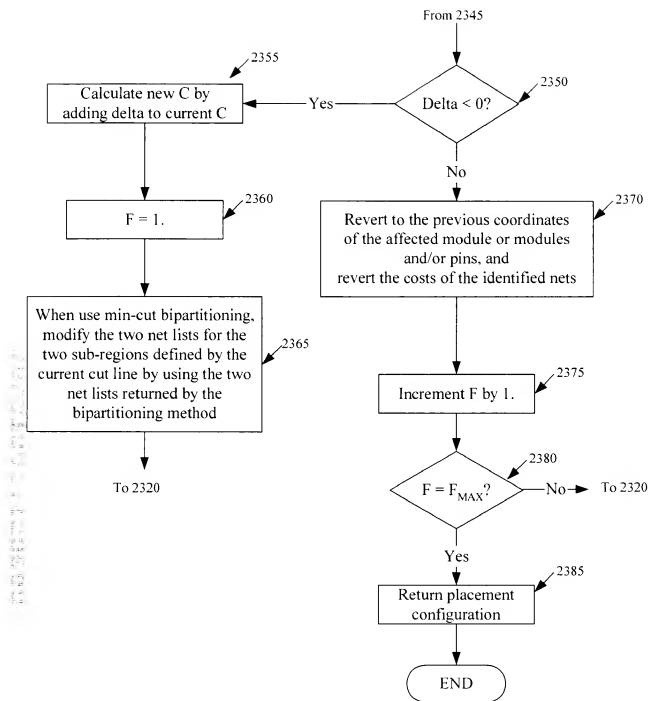 From 2345
2355
2350
Calculate new C by
adding delta to current C
Yes
Delta < 0?
No
2360
F = 1.
2370
Revert to the previous coordinates
of the affected module or modules
and/or pins, and
revert the costs of the identified nets
When use min-cut bipartitioning,
modify the two net lists for the
two sub-regions defined by the
current cut line by using the two
net lists returned by the
bipartitioning method
2365
2375
Increment F by 1.
To 2320
2380
F = FMAX?
No
To 2320
Yes
2385
Return placement
configuration
END